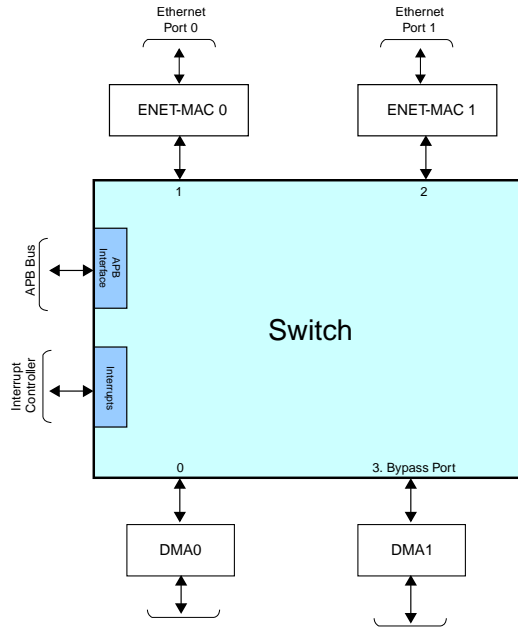 Ethernet
Port 0
Ethernet
Port 1
ENET-MAC 0
ENET-MAC 1
1
2
APB Bus
APB
Interface
Switch
Interrupt
Controller
Interrupts
0
3. Bypass Port
DMA0
DMA1